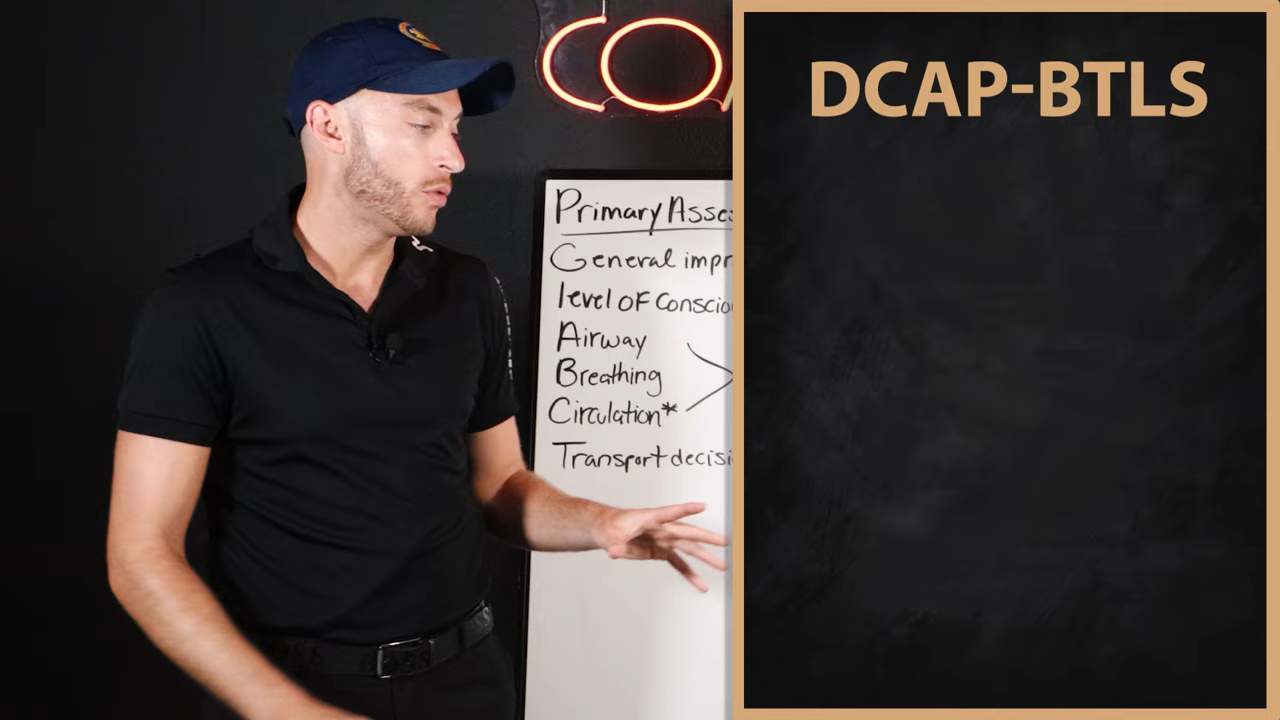 CO
Primary Asses
General impr
level of Conscio
Airway
Breathing
Circulation*
Transport decisi
DCAP-BTLS